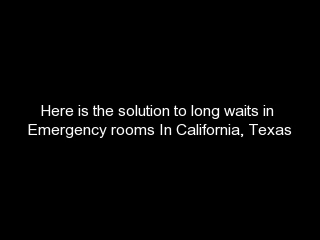 Here is the solution to long waits in
Emergency rooms In California, Texas